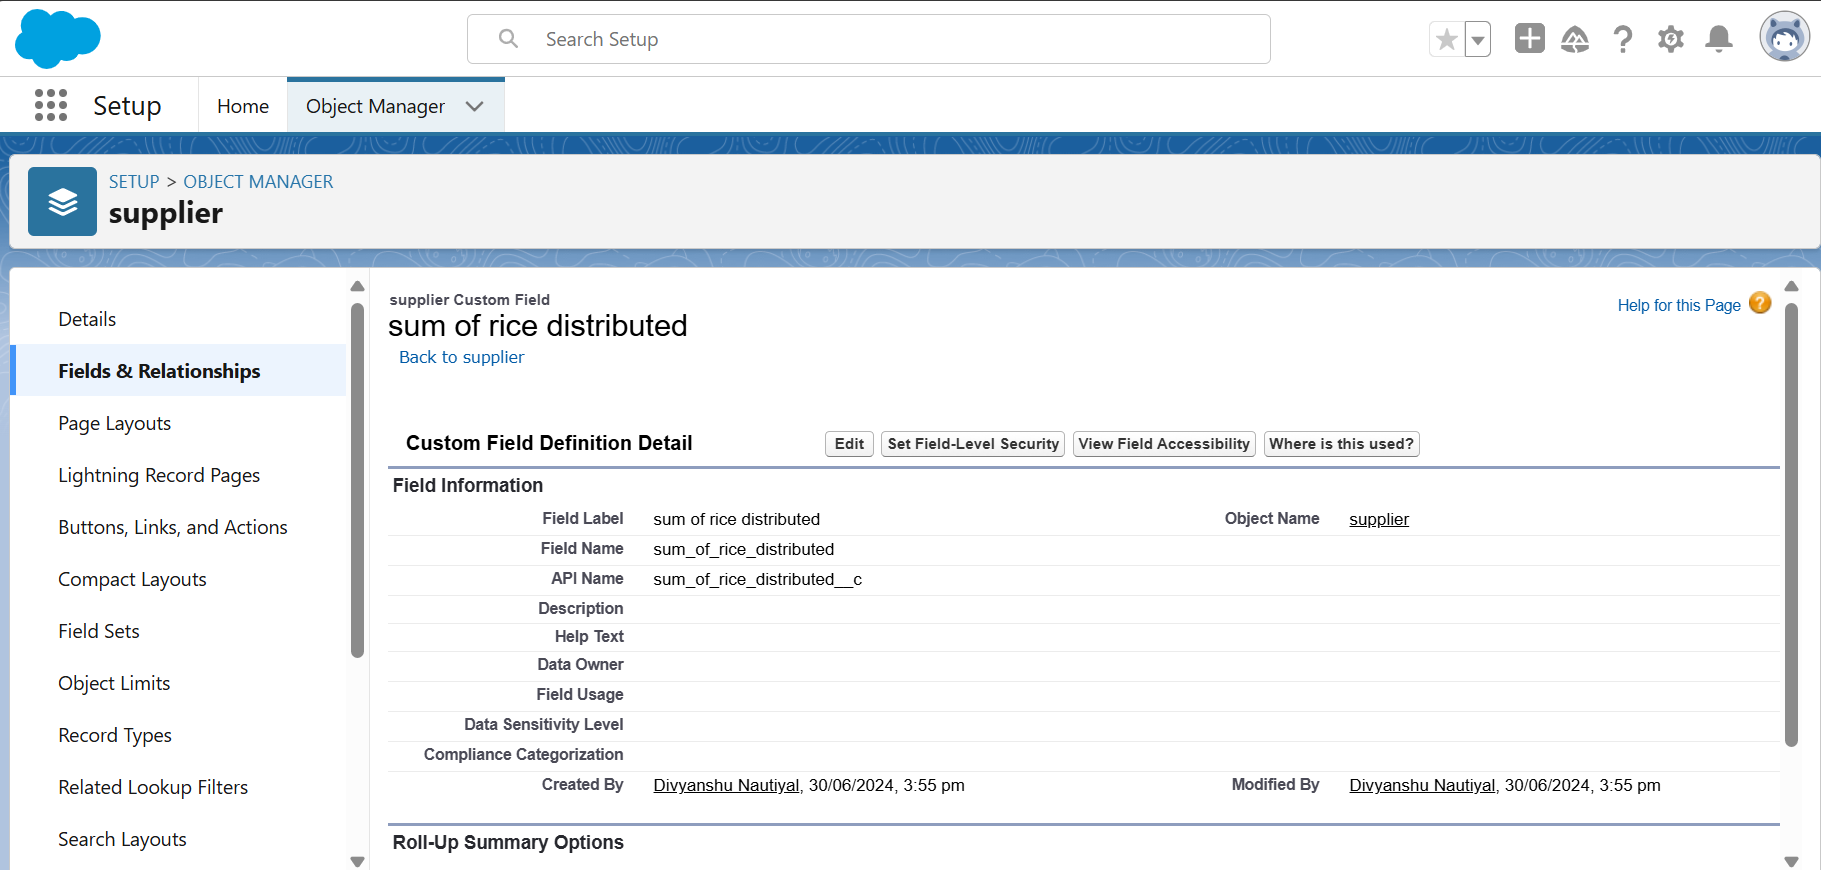 Search Setup
Setup
Home
Object Manager
SETUP > OBJECT MANAGER
supplier
Details
Fields & Relationships
Page Layouts
Lightning Record Pages
Buttons, Links, and Actions
Compact Layouts
Field Sets
Object Limits
Record Types
Related Lookup Filters
Search Layouts
supplier Custom Field
sum of rice distributed
Back to supplier
Help for this Page ?
Custom Field Definition Detail
Edit
Set Field-Level Security
View Field Accessibility
Where is this used?
Field Information
Field Label sum of rice distributed Object Name supplier
Field Name sum_of_rice_distributed
API Name sum_of_rice_distributed__c
Description
Help Text
Data Owner
Field Usage
Data Sensitivity Level
Compliance Categorization
Created By Divyanshu Nautiyal, 30/06/2024, 3:55 pm Modified By Divyanshu Nautiyal, 30/06/2024, 3:55 pm
Roll-Up Summary Options